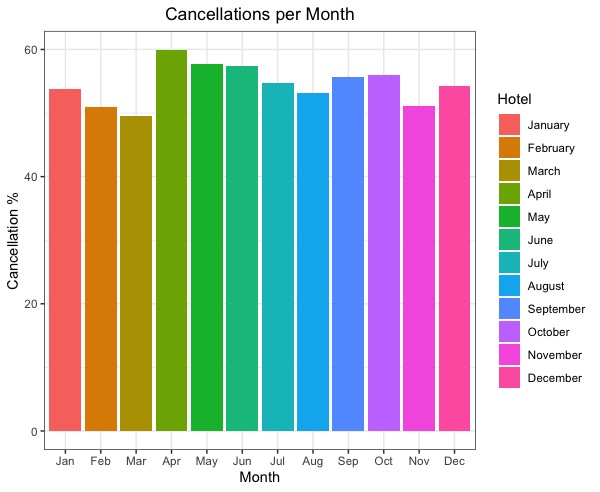 Cancellations per Month
Cancellation %
60
40
20
0
Jan Feb Mar Apr May Jun Jul Aug Sep Oct Nov Dec
Month
Hotel
January
February
March
April
May
June
July
August
September
October
November
December